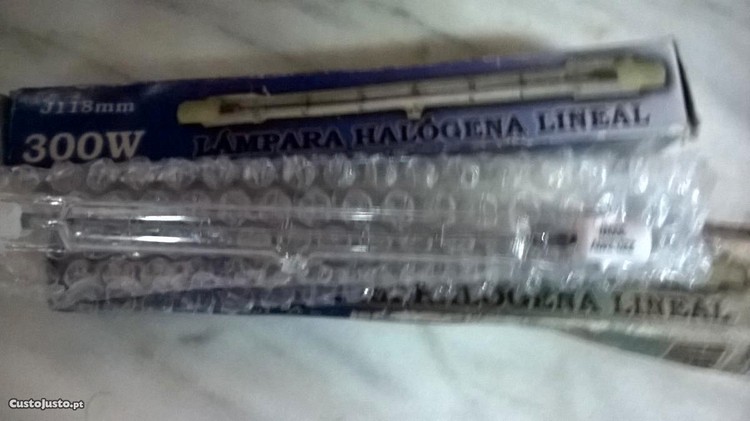 J118mm
300W
LÁMPARA HALÓGENA LINEAL
HALÓGENA LINEAL
CustoJusto.pt